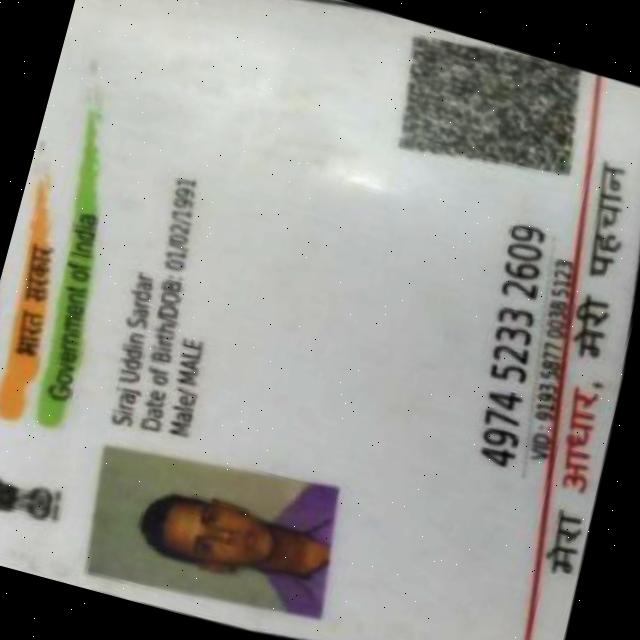 भारत सरकार
Government of India
Siraj Uddin Sardar
Date of Birth/DOB: 01/02/1991
Male/ MALE
4974 5233 2609
VID : 9193 5877 0038 5123
मेरा आधार, मेरी पहचान